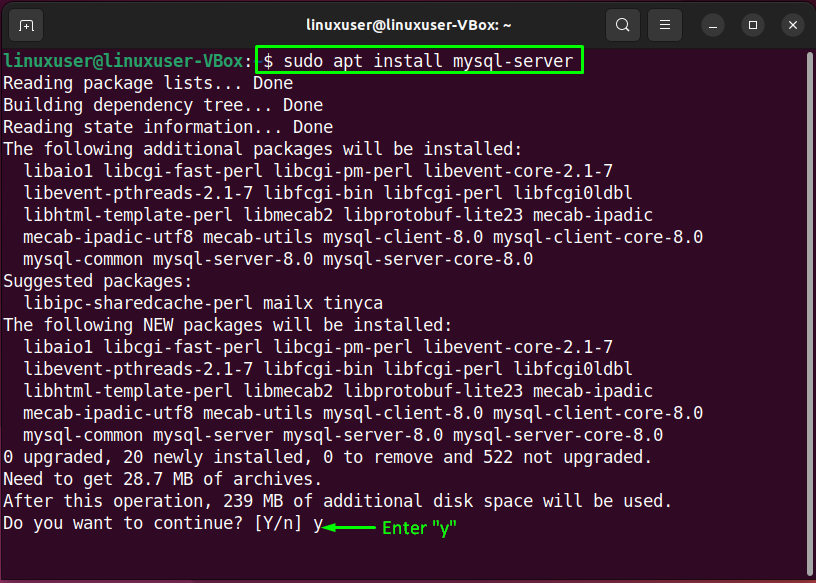 linuxuser@linuxuser-VBox: ~
linuxuser@linuxuser-VBox:~$ sudo apt install mysql-server
Reading package lists... Done
Building dependency tree... Done
Reading state information... Done
The following additional packages will be installed:
libaio1 libcgi-fast-perl libcgi-pm-perl libevent-core-2.1-7
libevent-pthreads-2.1-7 libfcgi-bin libfcgi-perl libfcgi0ldbl
libhtml-template-perl libmecab2 libprotobuf-lite23 mecab-ipadic
mecab-ipadic-utf8 mecab-utils mysql-client-8.0 mysql-client-core-8.0
mysql-common mysql-server-8.0 mysql-server-core-8.0
Suggested packages:
libipc-sharedcache-perl mailx tinyca
The following NEW packages will be installed:
libaio1 libcgi-fast-perl libcgi-pm-perl libevent-core-2.1-7
libevent-pthreads-2.1-7 libfcgi-bin libfcgi-perl libfcgi0ldbl
libhtml-template-perl libmecab2 libprotobuf-lite23 mecab-ipadic
mecab-ipadic-utf8 mecab-utils mysql-client-8.0 mysql-client-core-8.0
mysql-common mysql-server mysql-server-8.0 mysql-server-core-8.0
0 upgraded, 20 newly installed, 0 to remove and 522 not upgraded.
Need to get 28.7 MB of archives.
After this operation, 239 MB of additional disk space will be used.
Do you want to continue? [Y/n] y Enter "y"